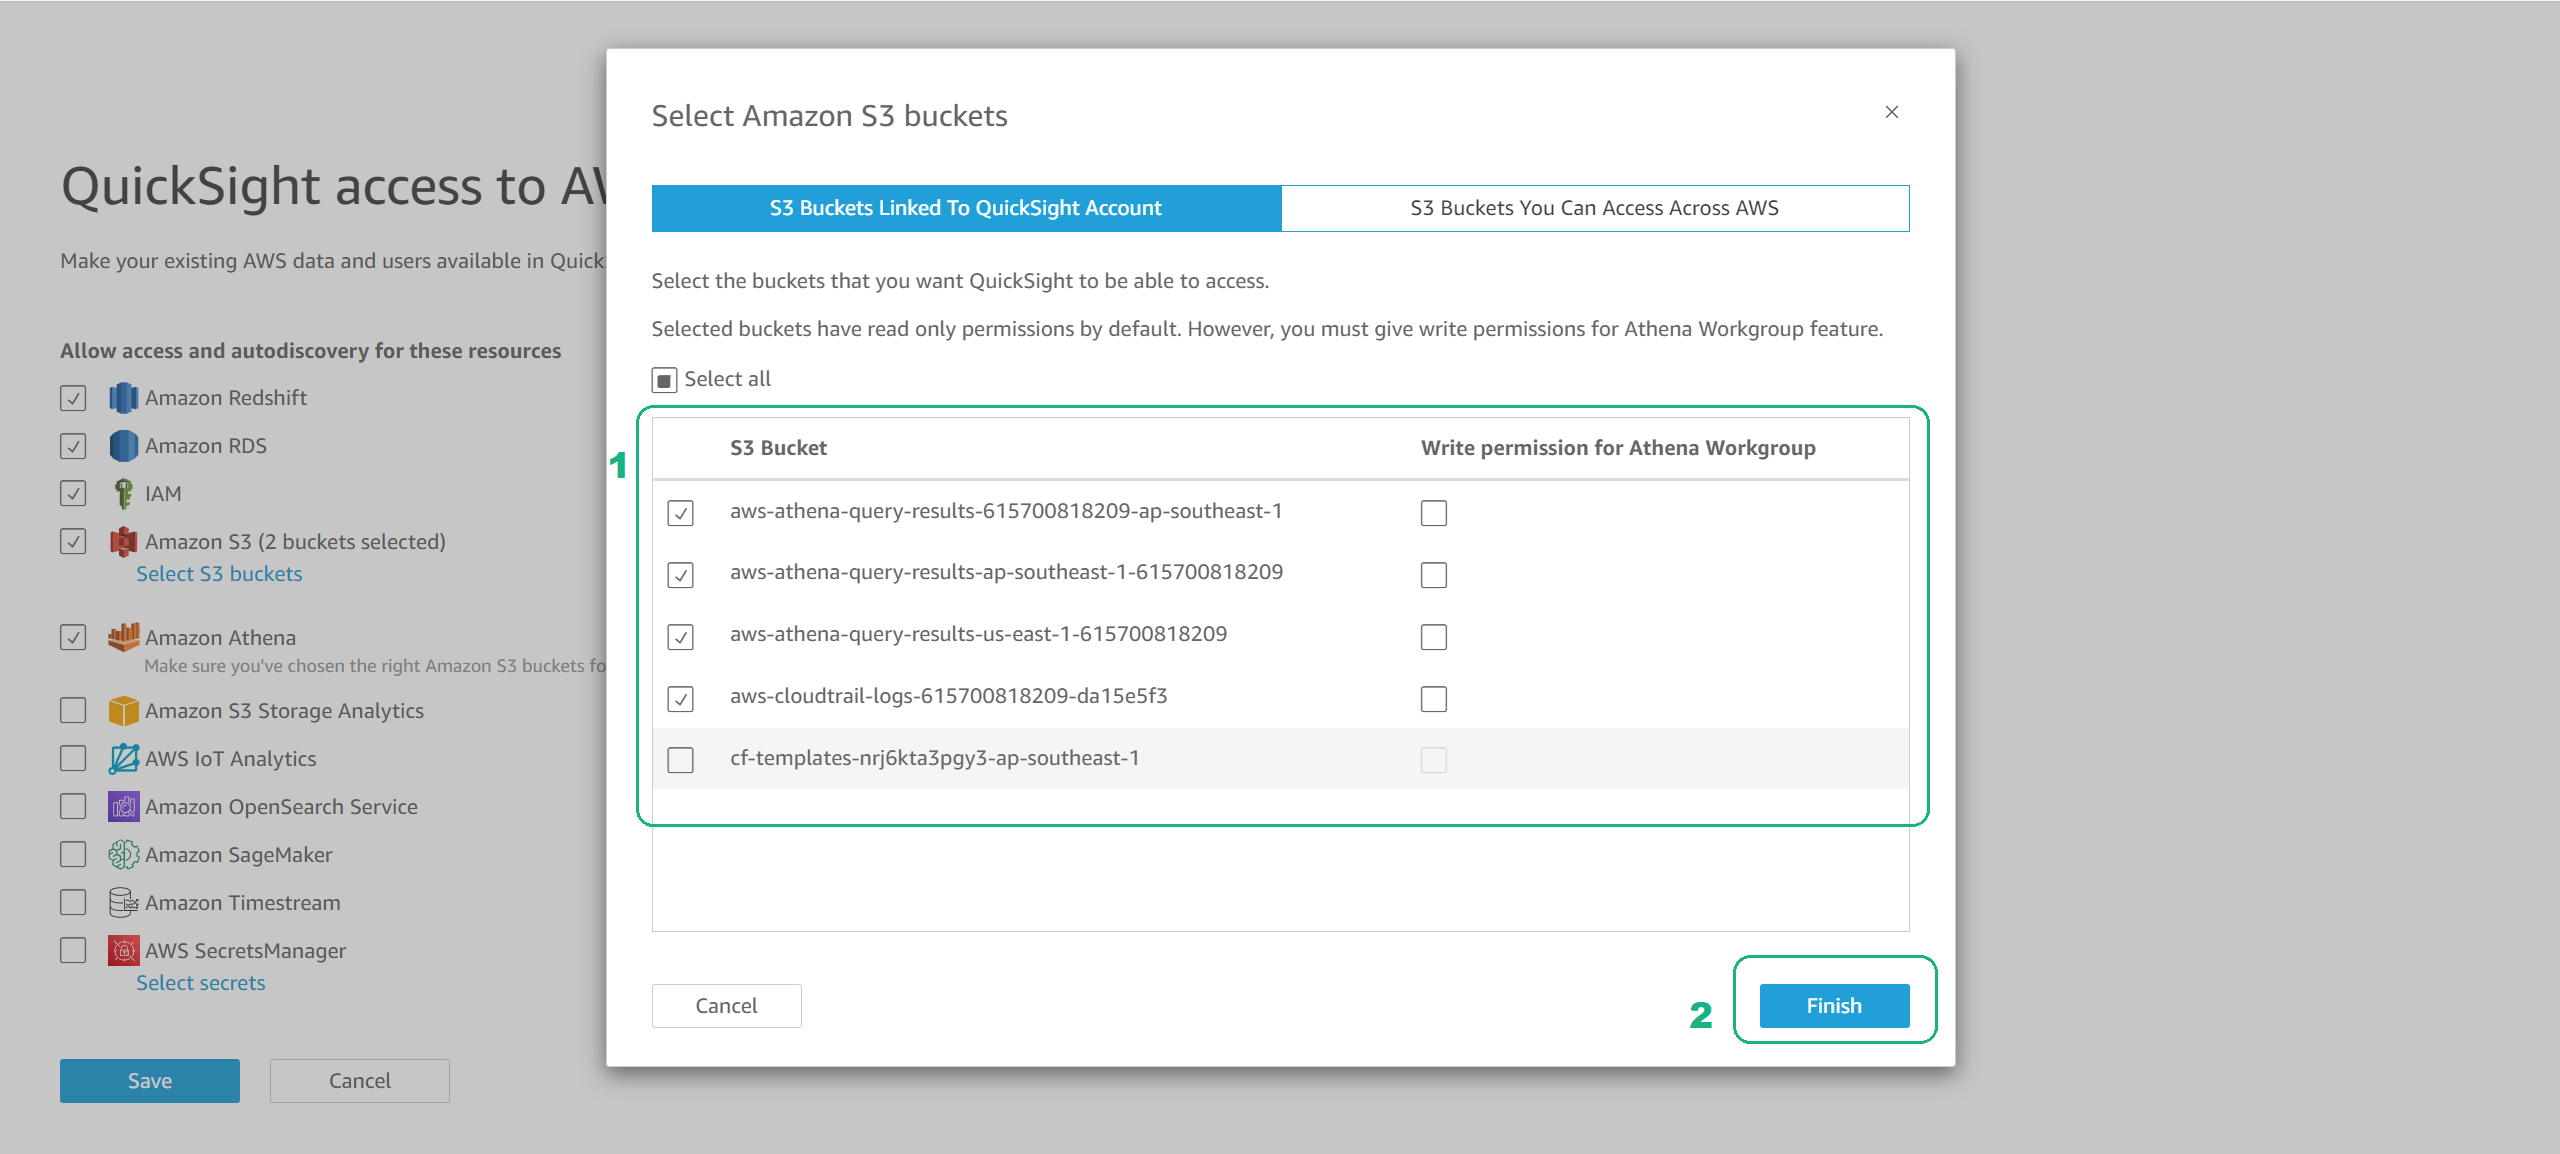 QuickSight access to AW
Make your existing AWS data and users available in Quick
Allow access and autodiscovery for these resources
Amazon Redshift
Amazon RDS
IAM
Amazon S3 (2 buckets selected)
Select S3 buckets
Amazon Athena
Make sure you've chosen the right Amazon S3 buckets fo
Amazon S3 Storage Analytics
AWS IoT Analytics
Amazon OpenSearch Service
Amazon SageMaker
Amazon Timestream
AWS SecretsManager
Select secrets
Save Cancel
Select Amazon S3 buckets
S3 Buckets Linked To QuickSight Account S3 Buckets You Can Access Across AWS
Select the buckets that you want QuickSight to be able to access.
Selected buckets have read only permissions by default. However, you must give write permissions for Athena Workgroup feature.
Select all
1
S3 Bucket Write permission for Athena Workgroup
aws-athena-query-results-615700818209-ap-southeast-1
aws-athena-query-results-ap-southeast-1-615700818209
aws-athena-query-results-us-east-1-615700818209
aws-cloudtrail-logs-615700818209-da15e5f3
cf-templates-nrj6kta3pgy3-ap-southeast-1
Cancel 2 Finish